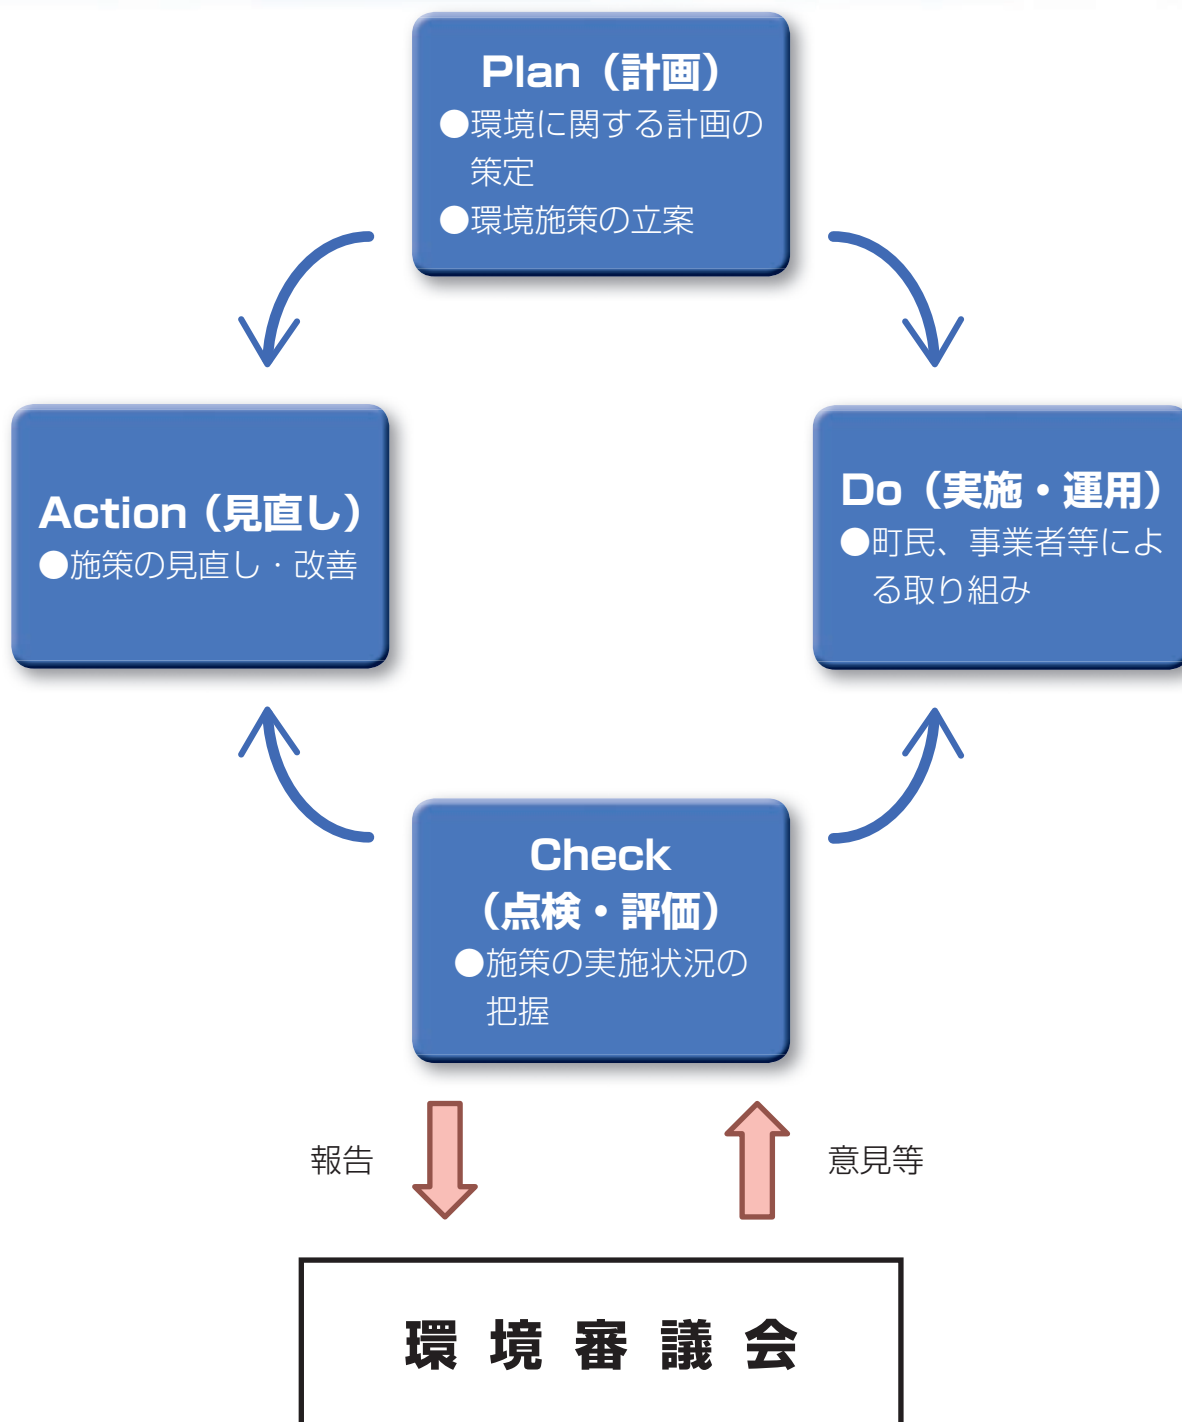 Plan（計画）
●環境に関する計画の
策定
●環境施策の立案
Action（見直し）
●施策の見直し・改善
Do（実施・運用）
●町民、事業者等によ
る取り組み
Check
（点検・評価）
●施策の実施状況の
把握
報告
意見等
環境審議会